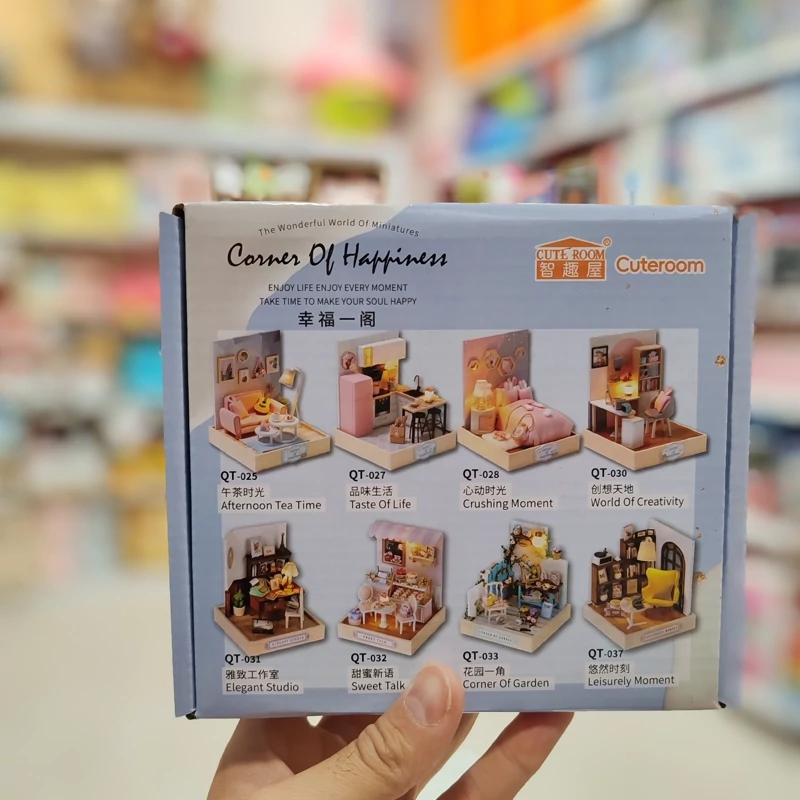 The Wonderful World Of Miniatures
Corner Of Happiness
ENJOY LIFE ENJOY EVERY MOMENT
TAKE TIME TO MAKE YOUR SOUL HAPPY
幸福一阁
CUTE ROOM
智趣屋
®
Cuteroom
QT-025
午茶时光
Afternoon Tea Time
QT-027
品味生活
Taste Of Life
QT-028
心动时光
Crushing Moment
QT-030
创想天地
World Of Creativity
QT-031
雅致工作室
Elegant Studio
QT-032
甜蜜新语
Sweet Talk
QT-033
花园一角
Corner Of Garden
QT-037
悠然时刻
Leisurely Moment